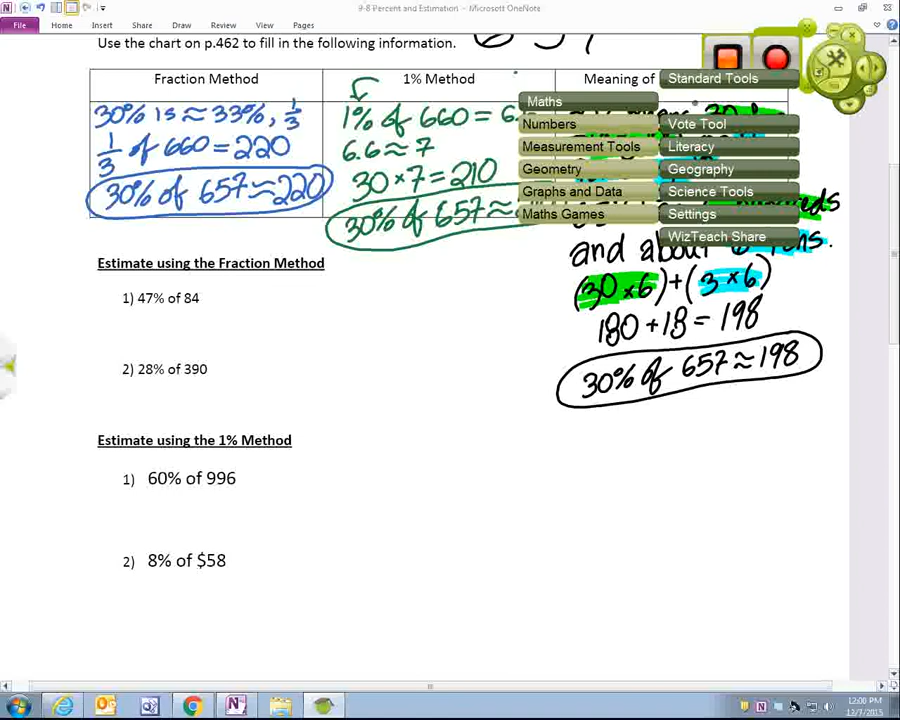 9-8 Percent and Estimation - Microsoft OneNote
File Home Insert Share Draw Review View Pages
Use the chart on p.462 to fill in the following information.
Fraction Method 1% Method Meaning of
Standard Tools
Maths
Numbers Vote Tool
Measurement Tools Literacy
Geometry Geography
Graphs and Data Science Tools
Maths Games Settings
WizTeach Share
30% is ≈ 33%, 1/3
1/3 of 660 = 220
30% of 657 ≈ 220
1% of 660 = 6.
6.6 ≈ 7
30 × 7 = 210
30% of 657 ≈
and about 6 tens.
(30 × 6) + (3 × 6)
180 + 18 = 198
30% of 657 ≈ 198
Estimate using the Fraction Method
1) 47% of 84
2) 28% of 390
Estimate using the 1% Method
1) 60% of 996
2) 8% of $58
12:00 PM
12/7/2015